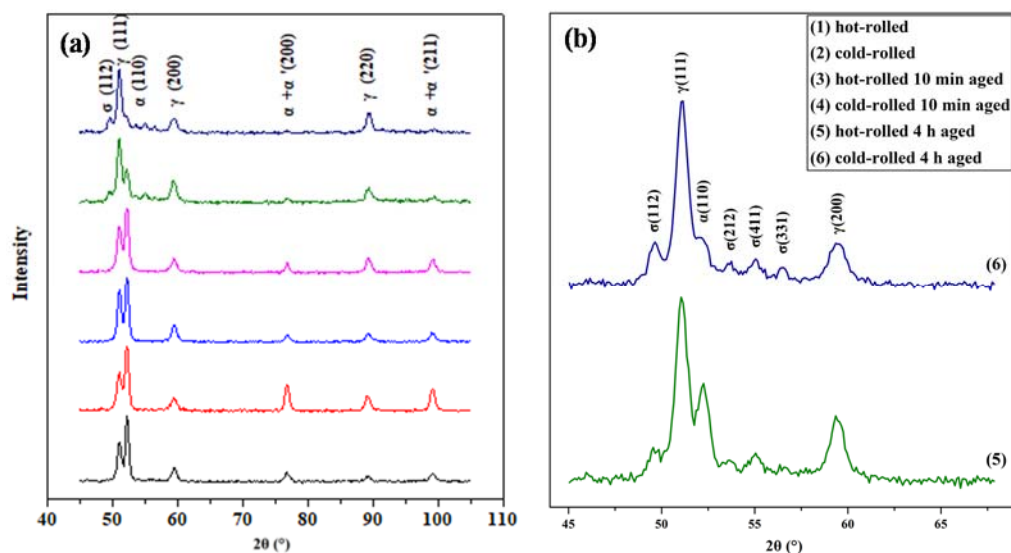 (a)
σ (112)
γ (111)
α (110)
γ (200)
α +α '(200)
γ (220)
α + α '(211)
Intensity
40 50 60 70 80 90 100 110
2θ (°)
(b)
(1) hot-rolled
(2) cold-rolled
(3) hot-rolled 10 min aged
(4) cold-rolled 10 min aged
(5) hot-rolled 4 h aged
(6) cold-rolled 4 h aged
γ(111)
σ(112)
α(110)
σ(212)
σ(411)
σ(331)
γ(200)
(6)
(5)
45 50 55 60 65
2θ (°)